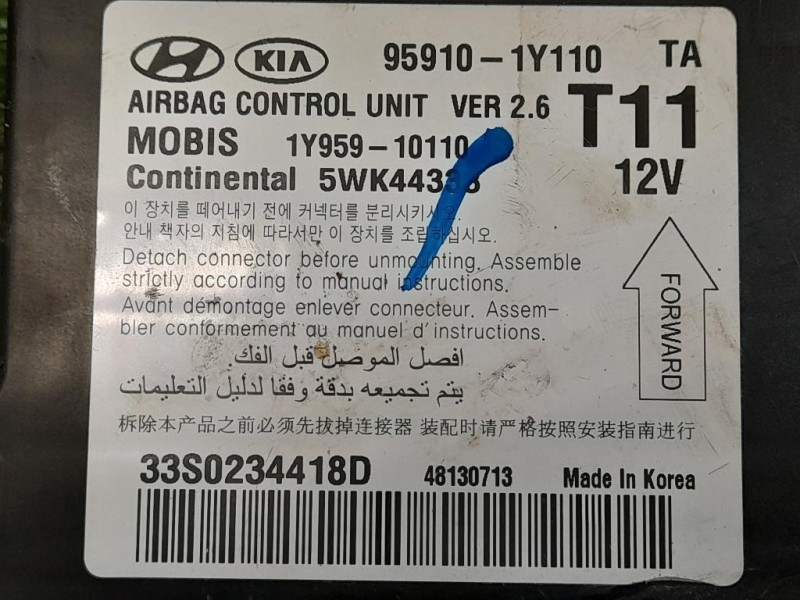 KIA 95910-1Y110 TA
AIRBAG CONTROL UNIT VER 2.6 T11
MOBIS 1Y959-10110
Continental 5WK44338 12V
이 장치를 떼어내기 전에 커넥터를 분리시키시오.
안내 책자의 지침에 따라서만 이 장치를 조립하십시오.
Detach connector before unmounting. Assemble
strictly according to manual instructions.
Avant démontage enlever connecteur. Assem-
bler conformement au manuel d'instructions.
افصل الموصل قبل الفك.
يتم تجميعه بدقة وفقا لدليل التعليمات
拆除本产品之前必须先拔掉连接器 装配时请严格按照安装指南进行
FORWARD
33S0234418D 48130713 Made In Korea